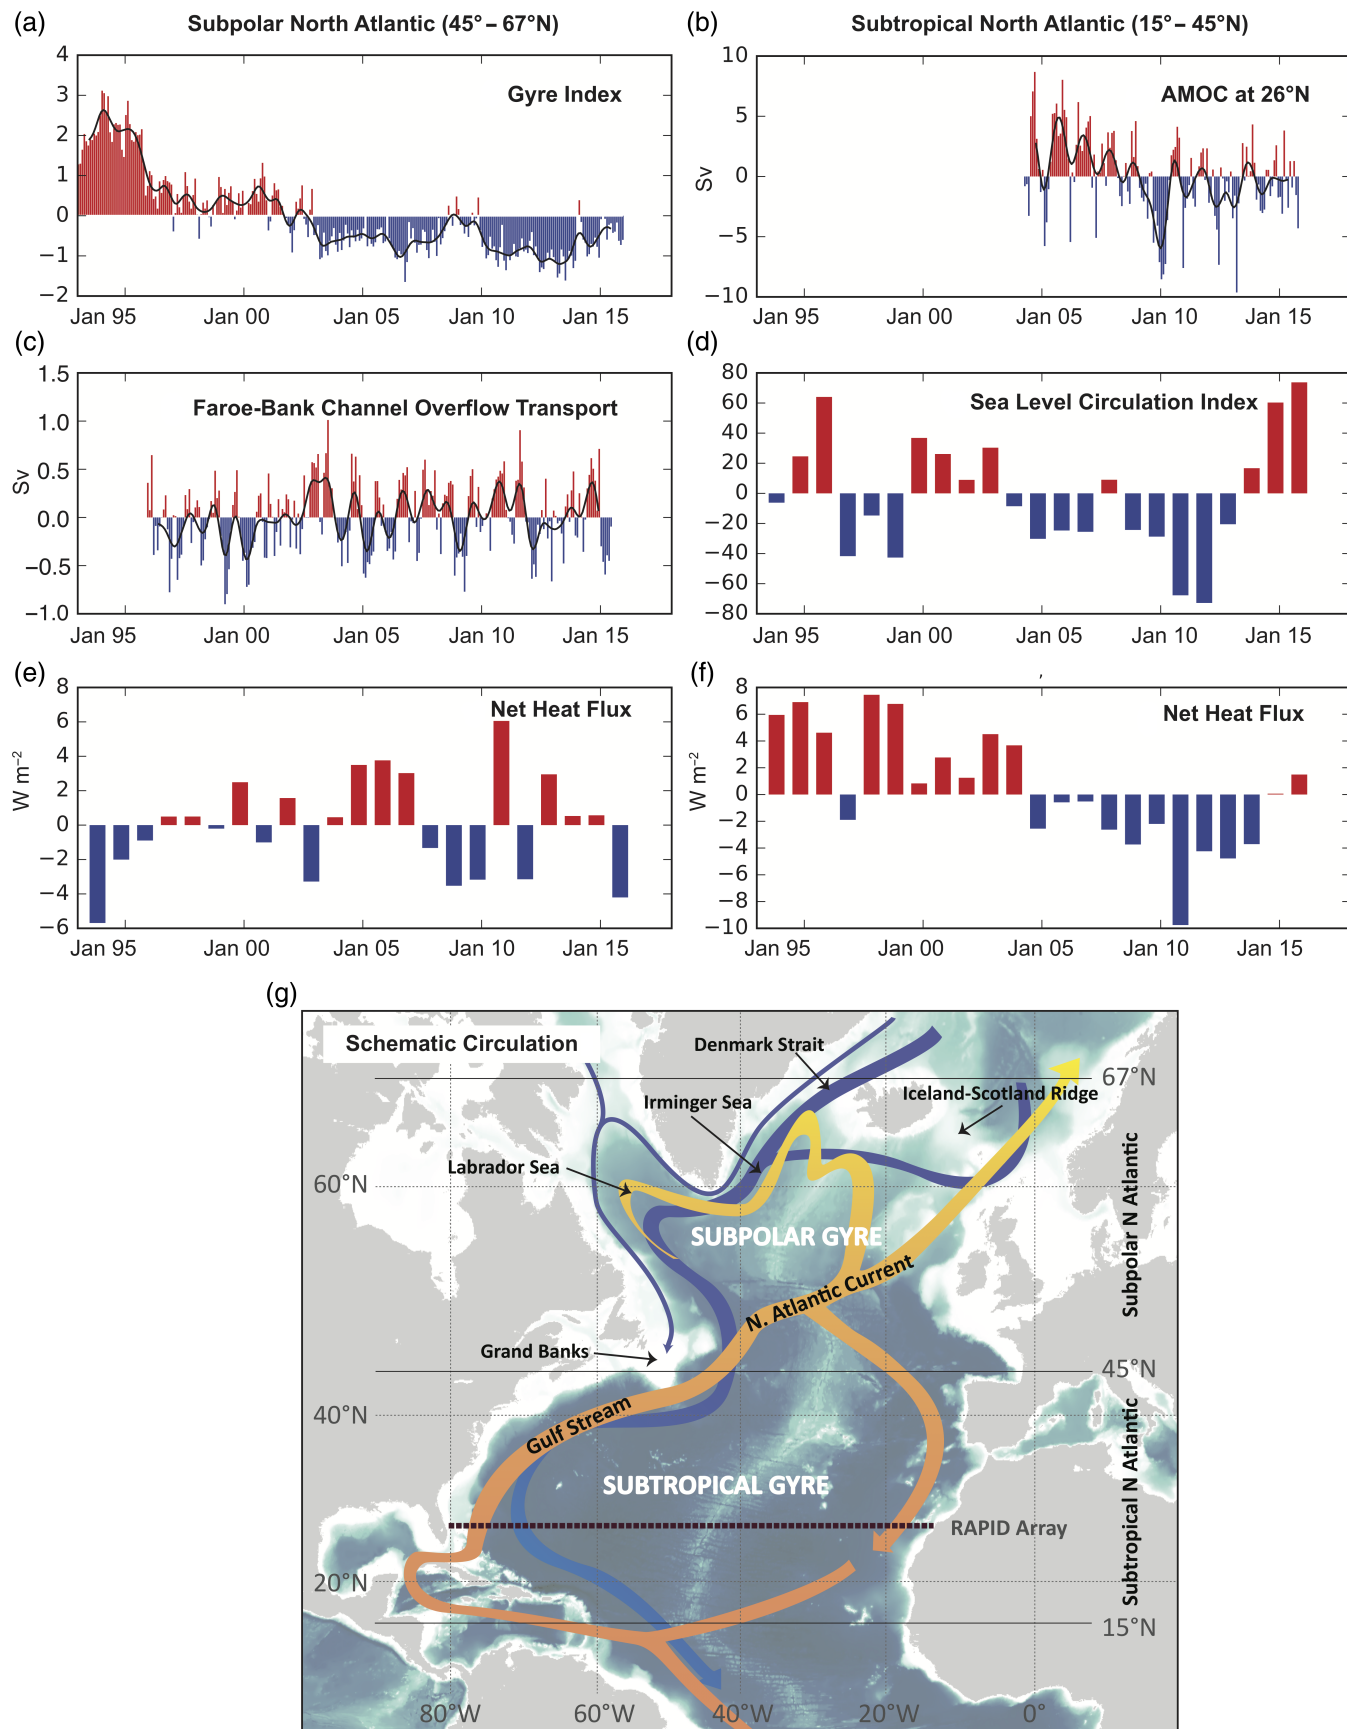 (a)
Subpolar North Atlantic (45° – 67°N)
4
3
2
1
0
−1
−2
Gyre Index
Jan 95
Jan 00
Jan 05
Jan 10
Jan 15
(b)
Subtropical North Atlantic (15° – 45°N)
Sv
10
5
0
−5
−10
AMOC at 26°N
Jan 95
Jan 00
Jan 05
Jan 10
Jan 15
(c)
Sv
1.5
1.0
0.5
0.0
−0.5
−1.0
Faroe-Bank Channel Overflow Transport
Jan 95
Jan 00
Jan 05
Jan 10
Jan 15
(d)
80
60
40
20
0
−20
−40
−60
−80
Sea Level Circulation Index
Jan 95
Jan 00
Jan 05
Jan 10
Jan 15
(e)
W m⁻²
8
6
4
2
0
−2
−4
−6
Net Heat Flux
Jan 95
Jan 00
Jan 05
Jan 10
Jan 15
(f)
W m⁻²
8
6
4
2
0
−2
−4
−6
−8
−10
Net Heat Flux
Jan 95
Jan 00
Jan 05
Jan 10
Jan 15
(g)
Schematic Circulation
Denmark Strait
67°N
Iceland-Scotland Ridge
Irminger Sea
Labrador Sea
60°N
SUBPOLAR GYRE
Subpolar N Atlantic
N. Atlantic Current
Grand Banks
45°N
40°N
Gulf Stream
SUBTROPICAL GYRE
Subtropical N Atlantic
RAPID Array
20°N
15°N
80°W
60°W
40°W
20°W
0°